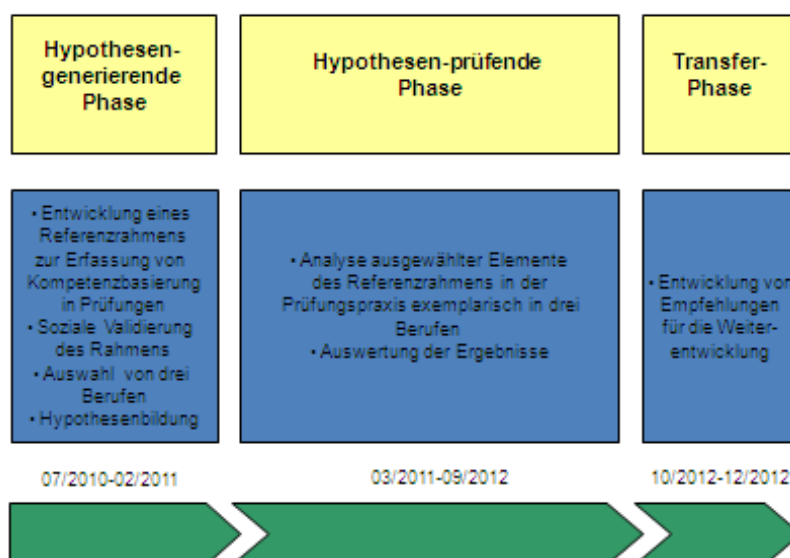 Hypothesen-
generierende
Phase
Hypothesen-prüfende
Phase
Transfer-
Phase
• Entwicklung eines
Referenzrahmens
zur Erfassung von
Kompetenzbasierung
in Prüfungen
• Soziale Validierung
des Rahmens
• Auswahl von drei
Berufen
• Hypothesenbildung
• Analyse ausgewählter Elemente
des Referenzrahmens in der
Prüfungspraxis exemplarisch in drei
Berufen
• Auswertung der Ergebnisse
• Entwicklung von
Empfehlungen
für die Weiter-
entwicklung
07/2010-02/2011
03/2011-09/2012
10/2012-12/2012